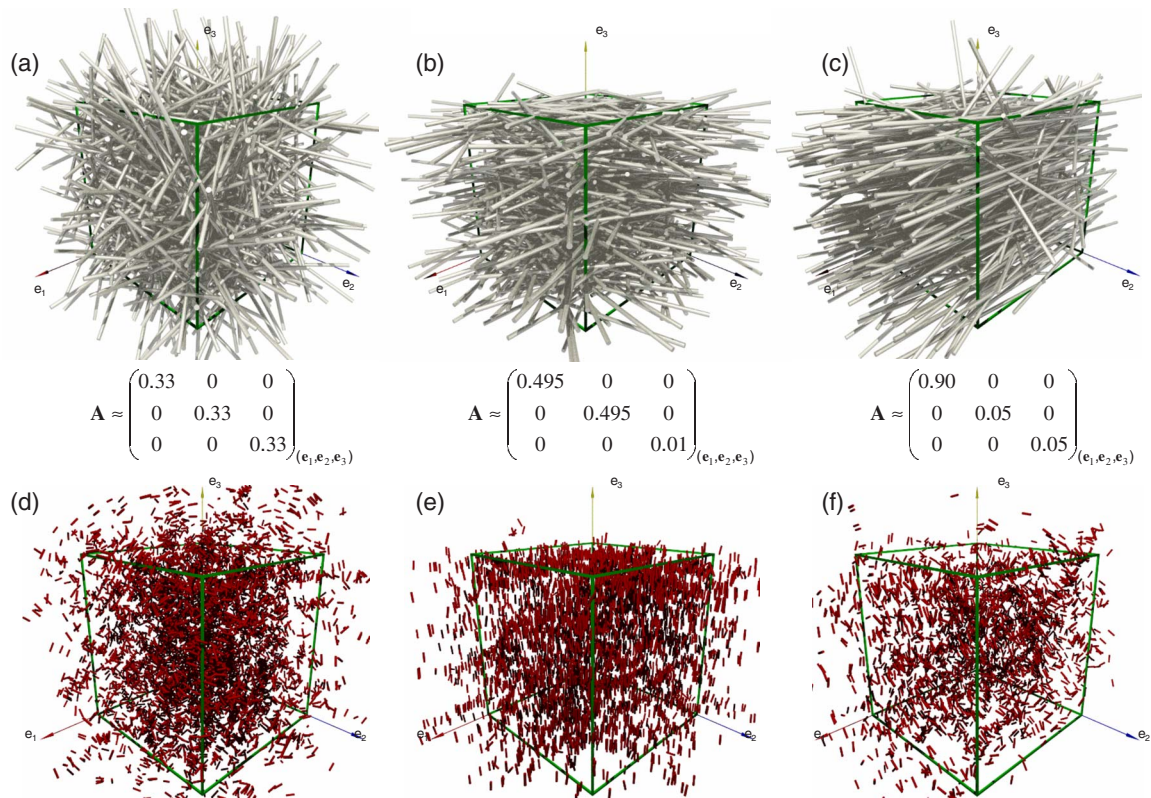 (a) (b) (c)
e3 e3 e3
e1 e2 e1 e2 e1 e2
A ≈ (0.33 0 0 A ≈ (0.495 0 0 A ≈ (0.90 0 0
0 0.33 0 0 0.495 0 0 0.05 0
0 0 0.33)(e1,e2,e3) 0 0 0.01)(e1,e2,e3) 0 0 0.05)(e1,e2,e3)
(d) (e) (f)
e3 e3 e3
e1 e2 e2 e2